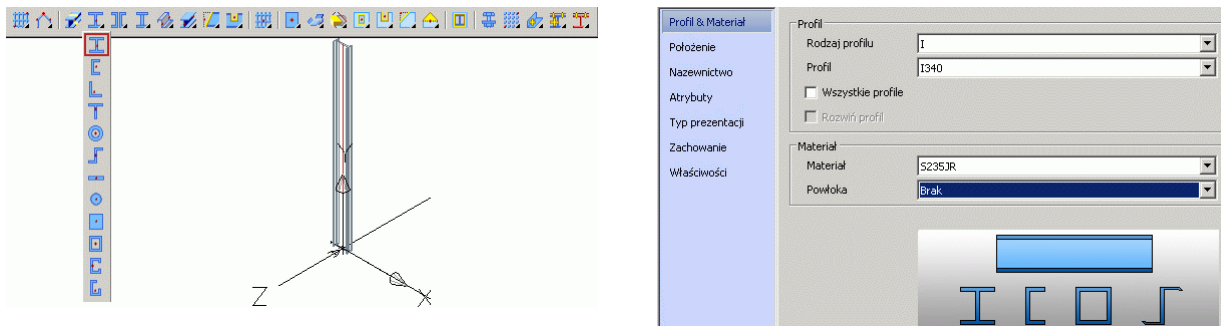 Z
X
Profil & Materiał
Położenie
Nazewnictwo
Atrybuty
Typ prezentacji
Zachowanie
Właściwości
Profil
Rodzaj profilu I
Profil I340
Wszystkie profile
Rozwiń profil
Materiał
Materiał S235JR
Powłoka Brak